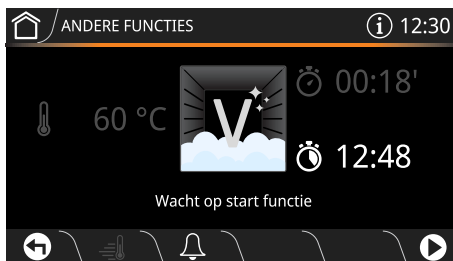 ANDERE FUNCTIES
i 12:30
00:18'
60 °C
V
12:48
Wacht op start functie